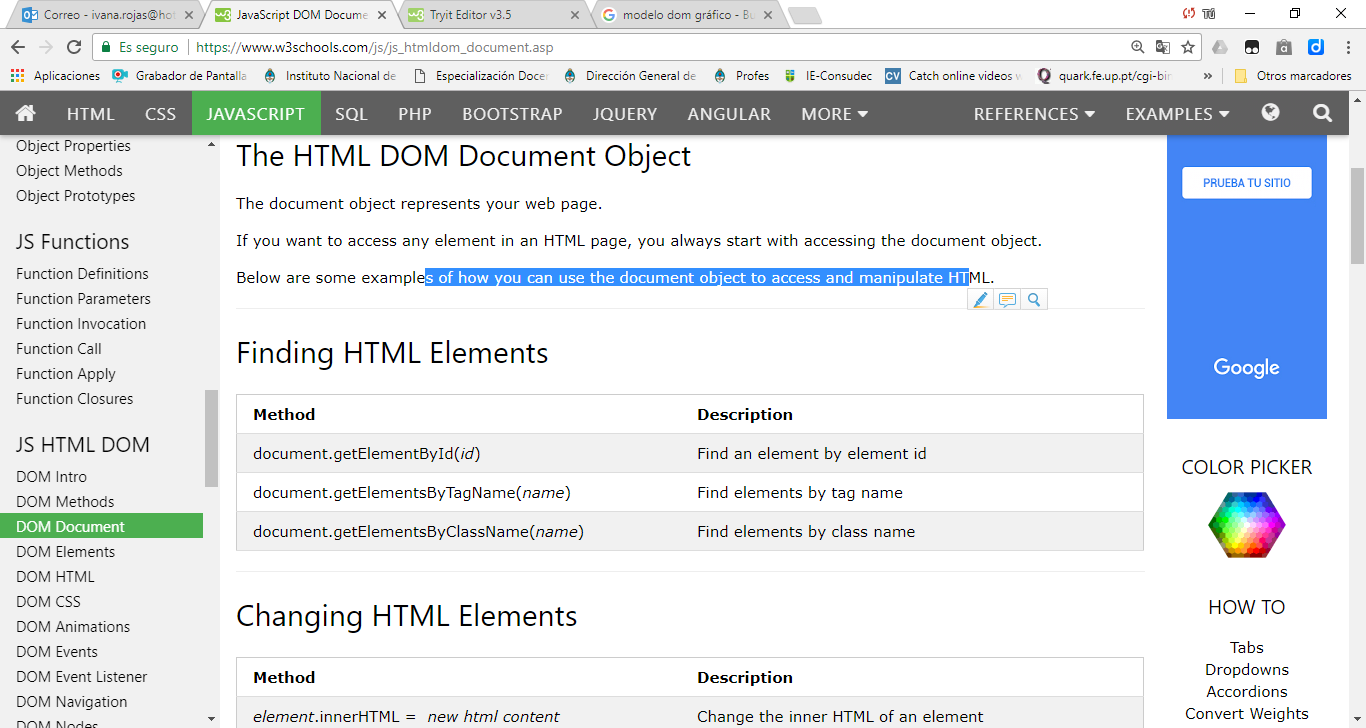 Correo - ivana.rojas@hot
JavaScript DOM Docume
Tryit Editor v3.5
modelo dom gráfico - Bu
Es seguro
https://www.w3schools.com/js/js_htmldom_document.asp
Aplicaciones
Grabador de Pantalla
Instituto Nacional de
Especialización Docen
Dirección General de
Profes
IE-Consudec
CV Catch online videos w
quark.fe.up.pt/cgi-bin
»
Otros marcadores
HTML
CSS
JAVASCRIPT
SQL
PHP
BOOTSTRAP
JQUERY
ANGULAR
MORE
REFERENCES
EXAMPLES
Object Properties
Object Methods
Object Prototypes
JS Functions
Function Definitions
Function Parameters
Function Invocation
Function Call
Function Apply
Function Closures
JS HTML DOM
DOM Intro
DOM Methods
DOM Document
DOM Elements
DOM HTML
DOM CSS
DOM Animations
DOM Events
DOM Event Listener
DOM Navigation
DOM Nodes
The HTML DOM Document Object
The document object represents your web page.
If you want to access any element in an HTML page, you always start with accessing the document object.
Below are some examples of how you can use the document object to access and manipulate HTML.
Finding HTML Elements
Method Description
document.getElementById(id) Find an element by element id
document.getElementsByTagName(name) Find elements by tag name
document.getElementsByClassName(name) Find elements by class name
Changing HTML Elements
Method Description
element.innerHTML = new html content Change the inner HTML of an element
PRUEBA TU SITIO
Google
COLOR PICKER
HOW TO
Tabs
Dropdowns
Accordions
Convert Weights